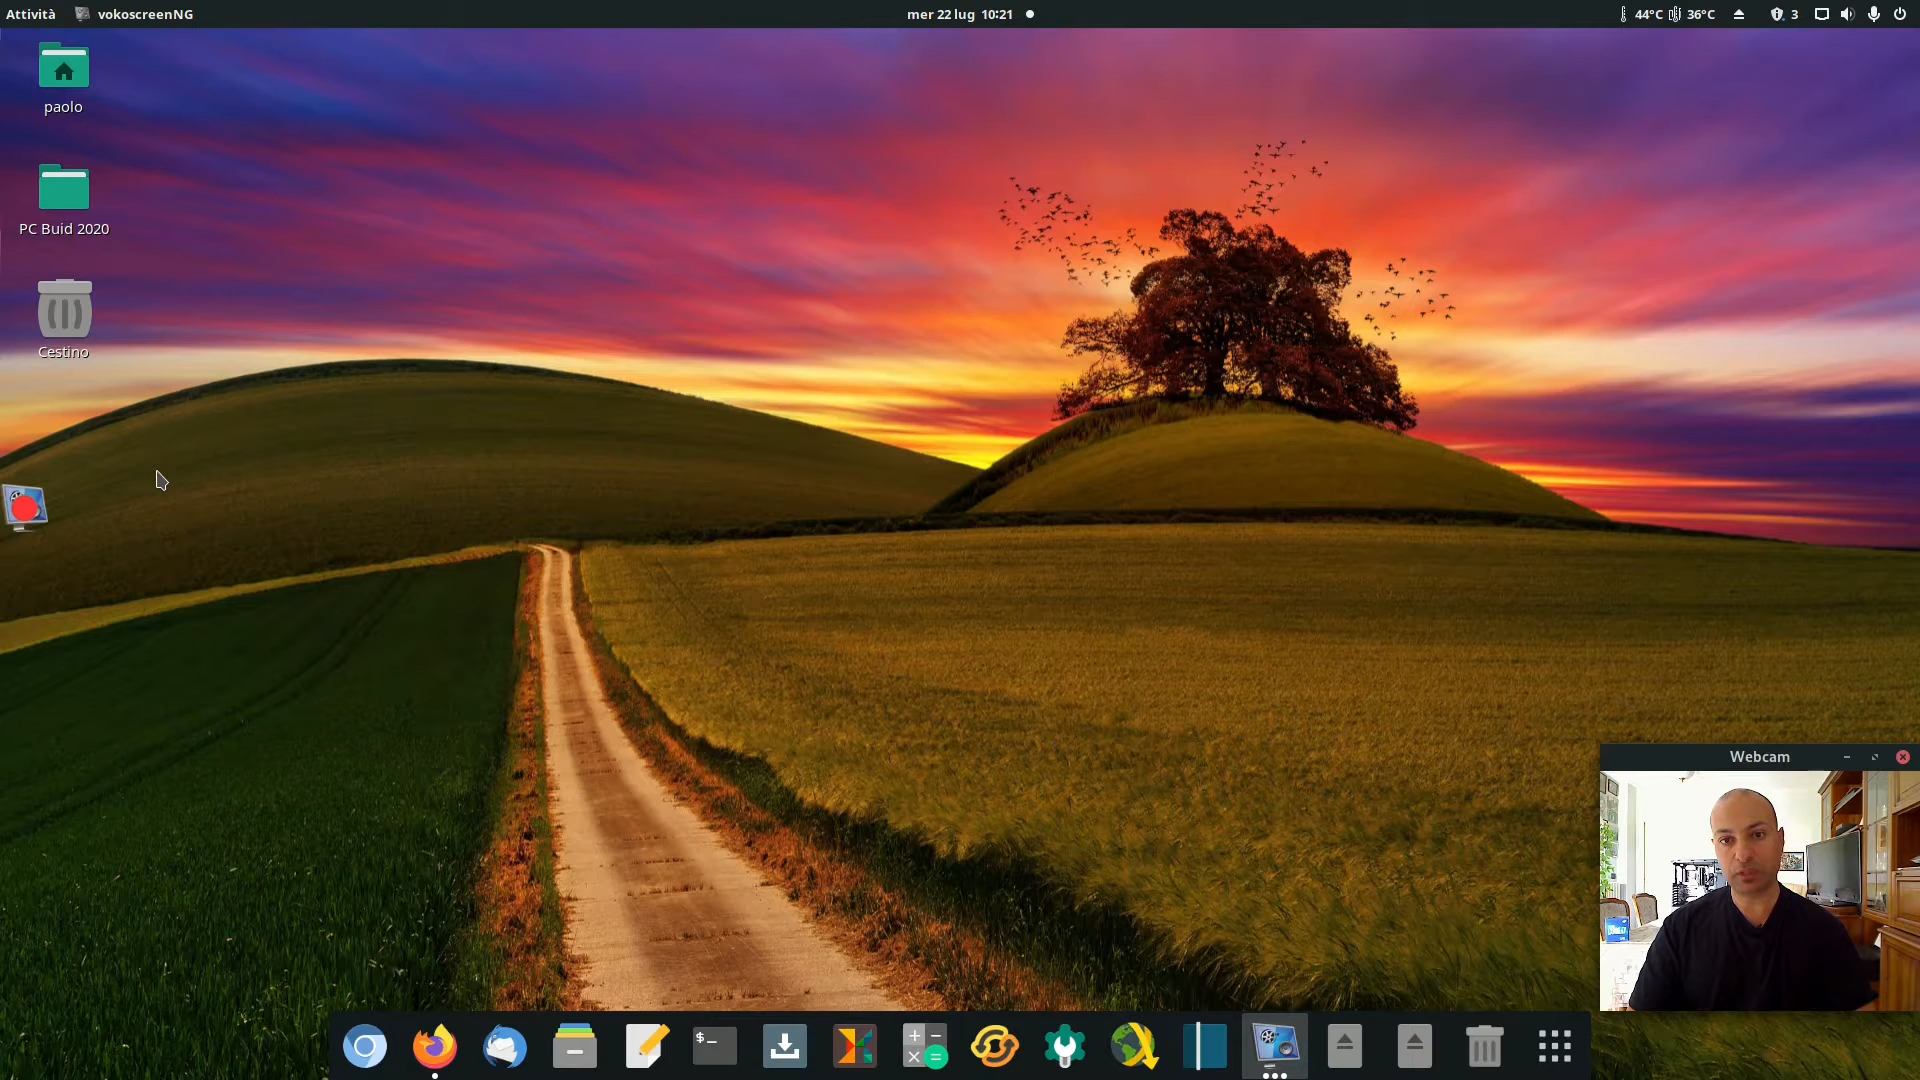 Attività
vokoscreenNG
mer 22 lug 10:21
44°C
36°C
3
paolo
PC Buid 2020
Cestino
Webcam
$–